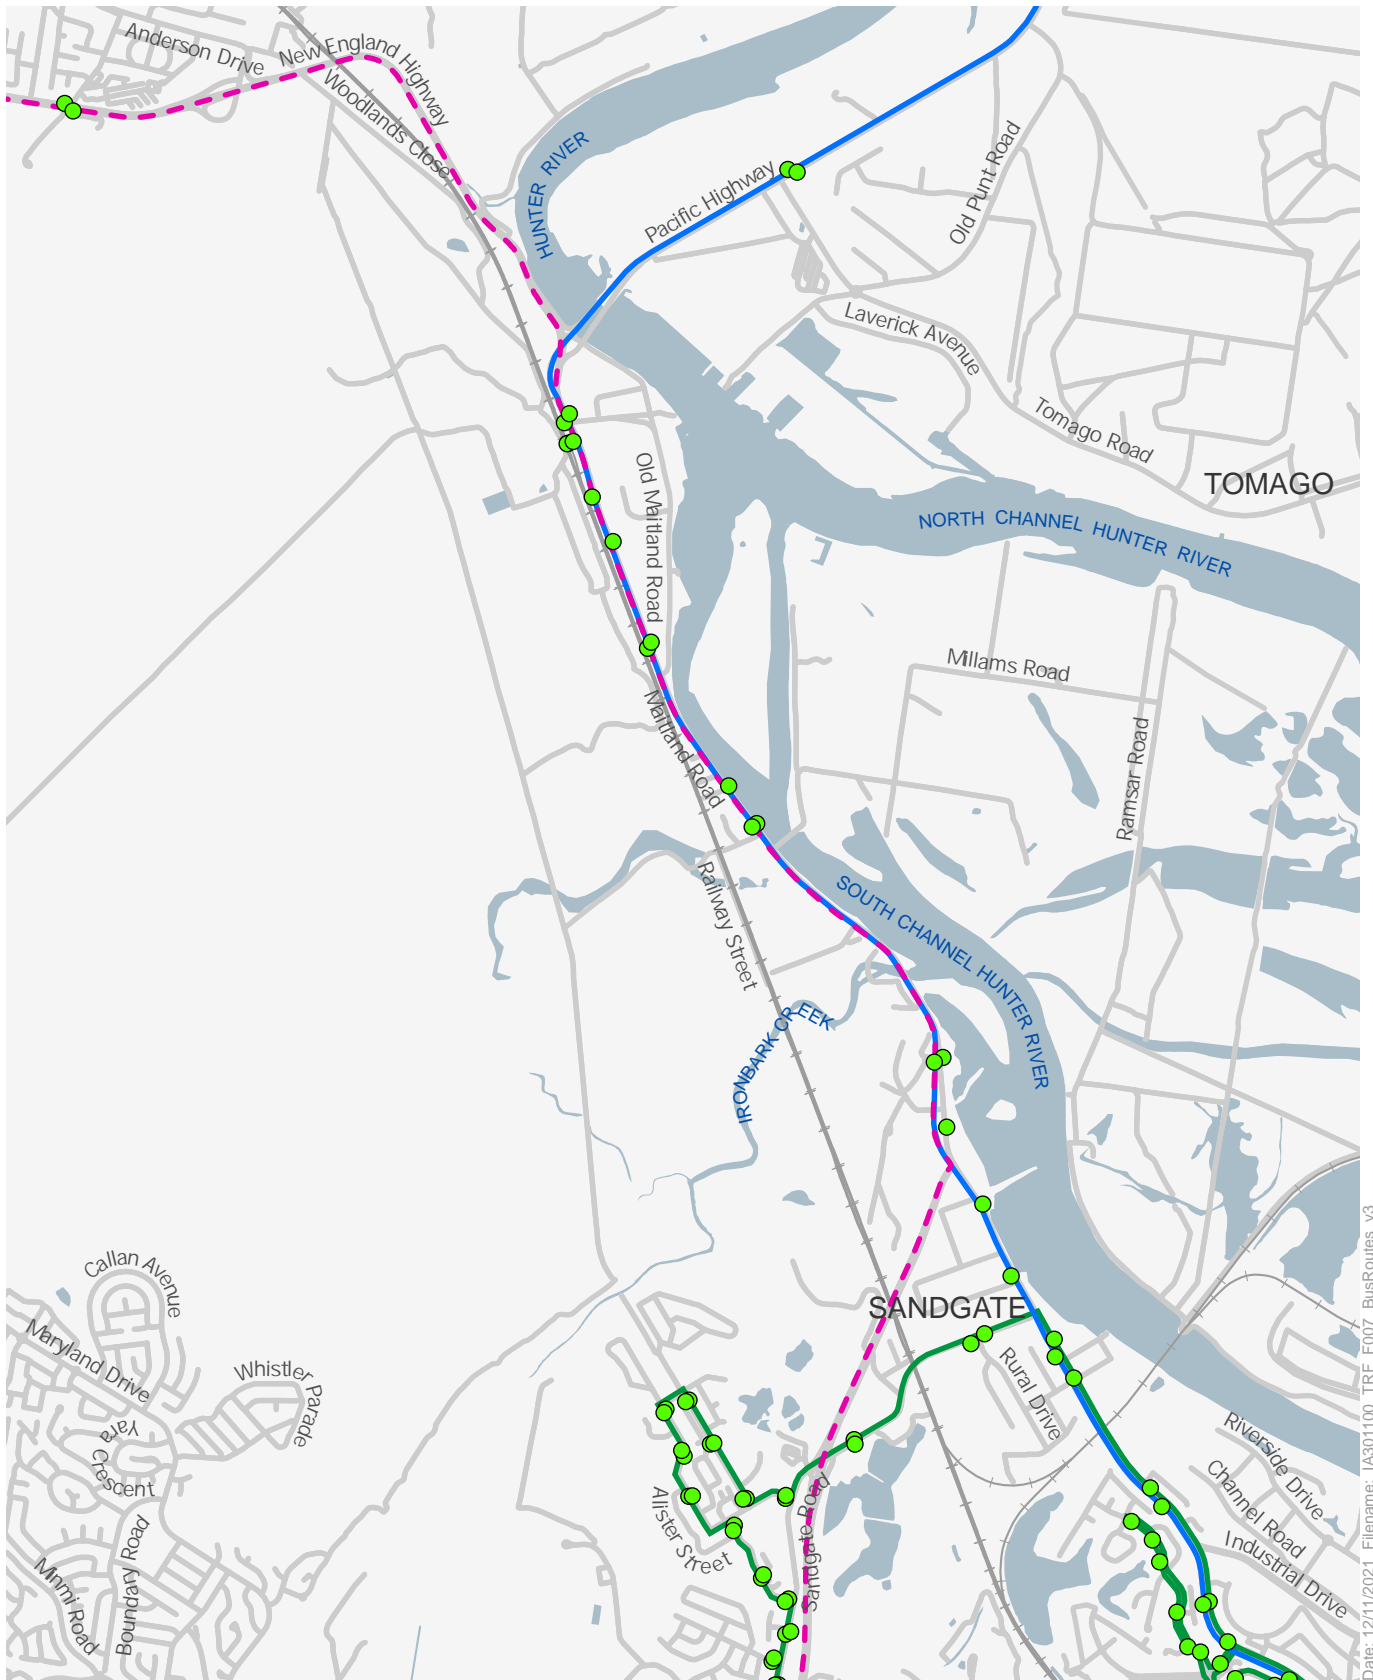 Anderson Drive
New England Highway
Woodlands Close
HUNTER RIVER
Pacific Highway
Old Punt Road
Laverick Avenue
Tomago Road
TOMAGO
Old Maitland Road
NORTH CHANNEL HUNTER RIVER
Millams Road
Maitland Road
Ramsar Road
Railway Street
SOUTH CHANNEL HUNTER RIVER
IRONBARK CREEK
Callan Avenue
SANDGATE
Maryland Drive
Whistler Parade
Rural Drive
Yara Crescent
Riverside Drive
Channel Road
Industrial Drive
Alister Street
Sandgate Road
Boundary Road
Minmi Road
Date: 12/11/2021 Filename: IA301100_TRF_F007_BusRoutes_v3